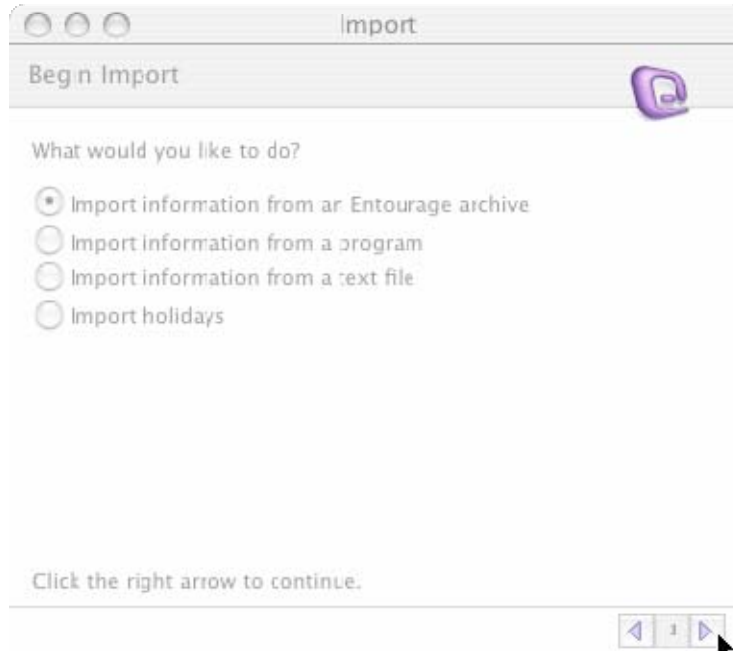 Import
Begin Import
What would you like to do?
Import information from an Entourage archive
Import information from a program
Import information from a text file
Import holidays
Click the right arrow to continue.